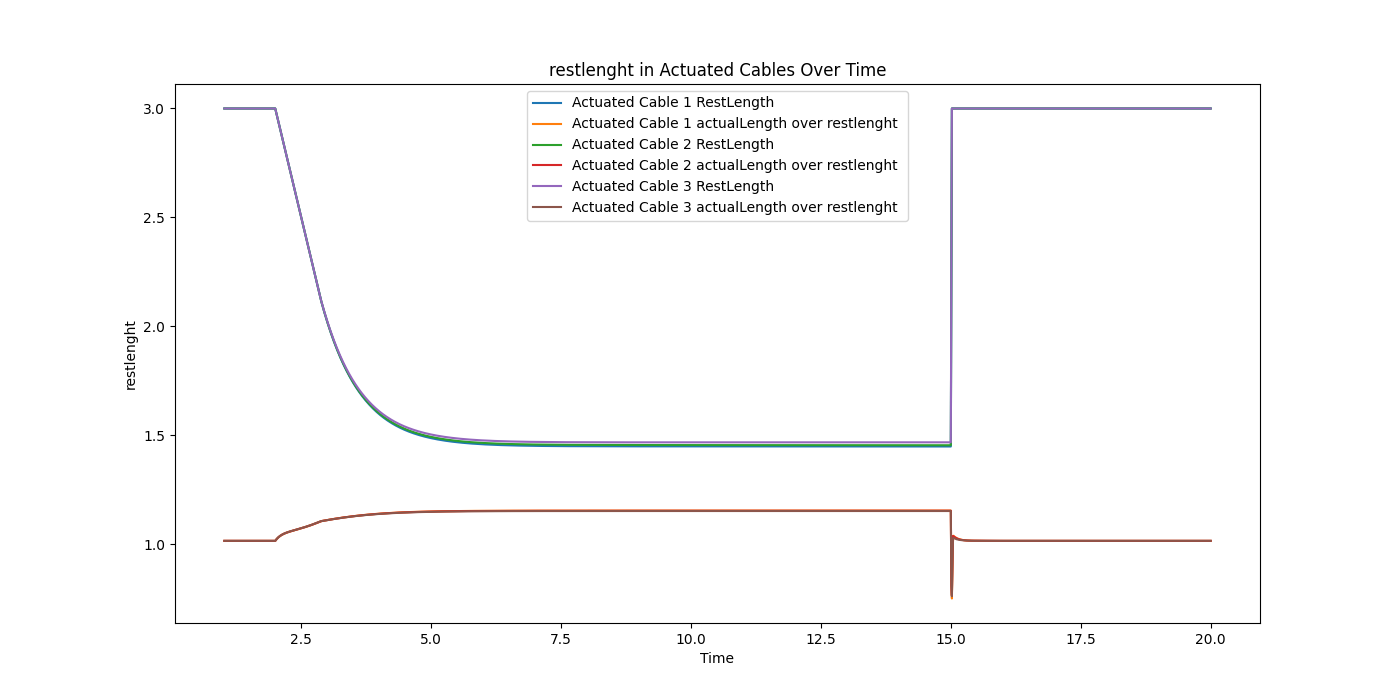 restlenght in Actuated Cables Over Time
Actuated Cable 1 RestLength
Actuated Cable 1 actualLength over restlenght
Actuated Cable 2 RestLength
Actuated Cable 2 actualLength over restlenght
Actuated Cable 3 RestLength
Actuated Cable 3 actualLength over restlenght
restlenght
3.0
2.5
2.0
1.5
1.0
2.5 5.0 7.5 10.0 12.5 15.0 17.5 20.0
Time